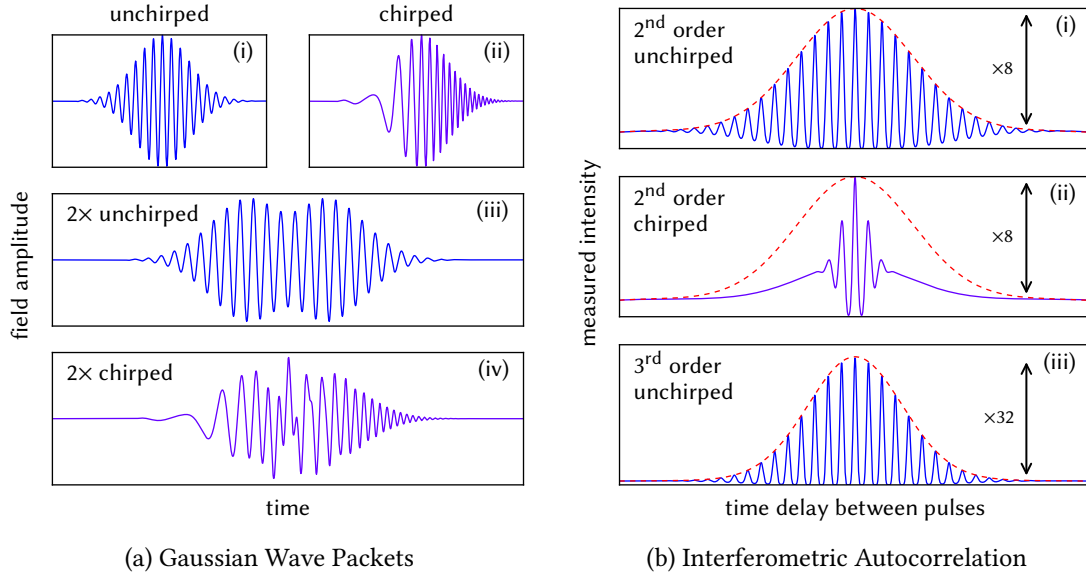 unchirped
(i)
chirped
(ii)
2× unchirped
(iii)
2× chirped
(iv)
field amplitude
time
(a) Gaussian Wave Packets
2nd order
unchirped
(i)
×8
2nd order
chirped
(ii)
×8
3rd order
unchirped
(iii)
×32
measured intensity
time delay between pulses
(b) Interferometric Autocorrelation